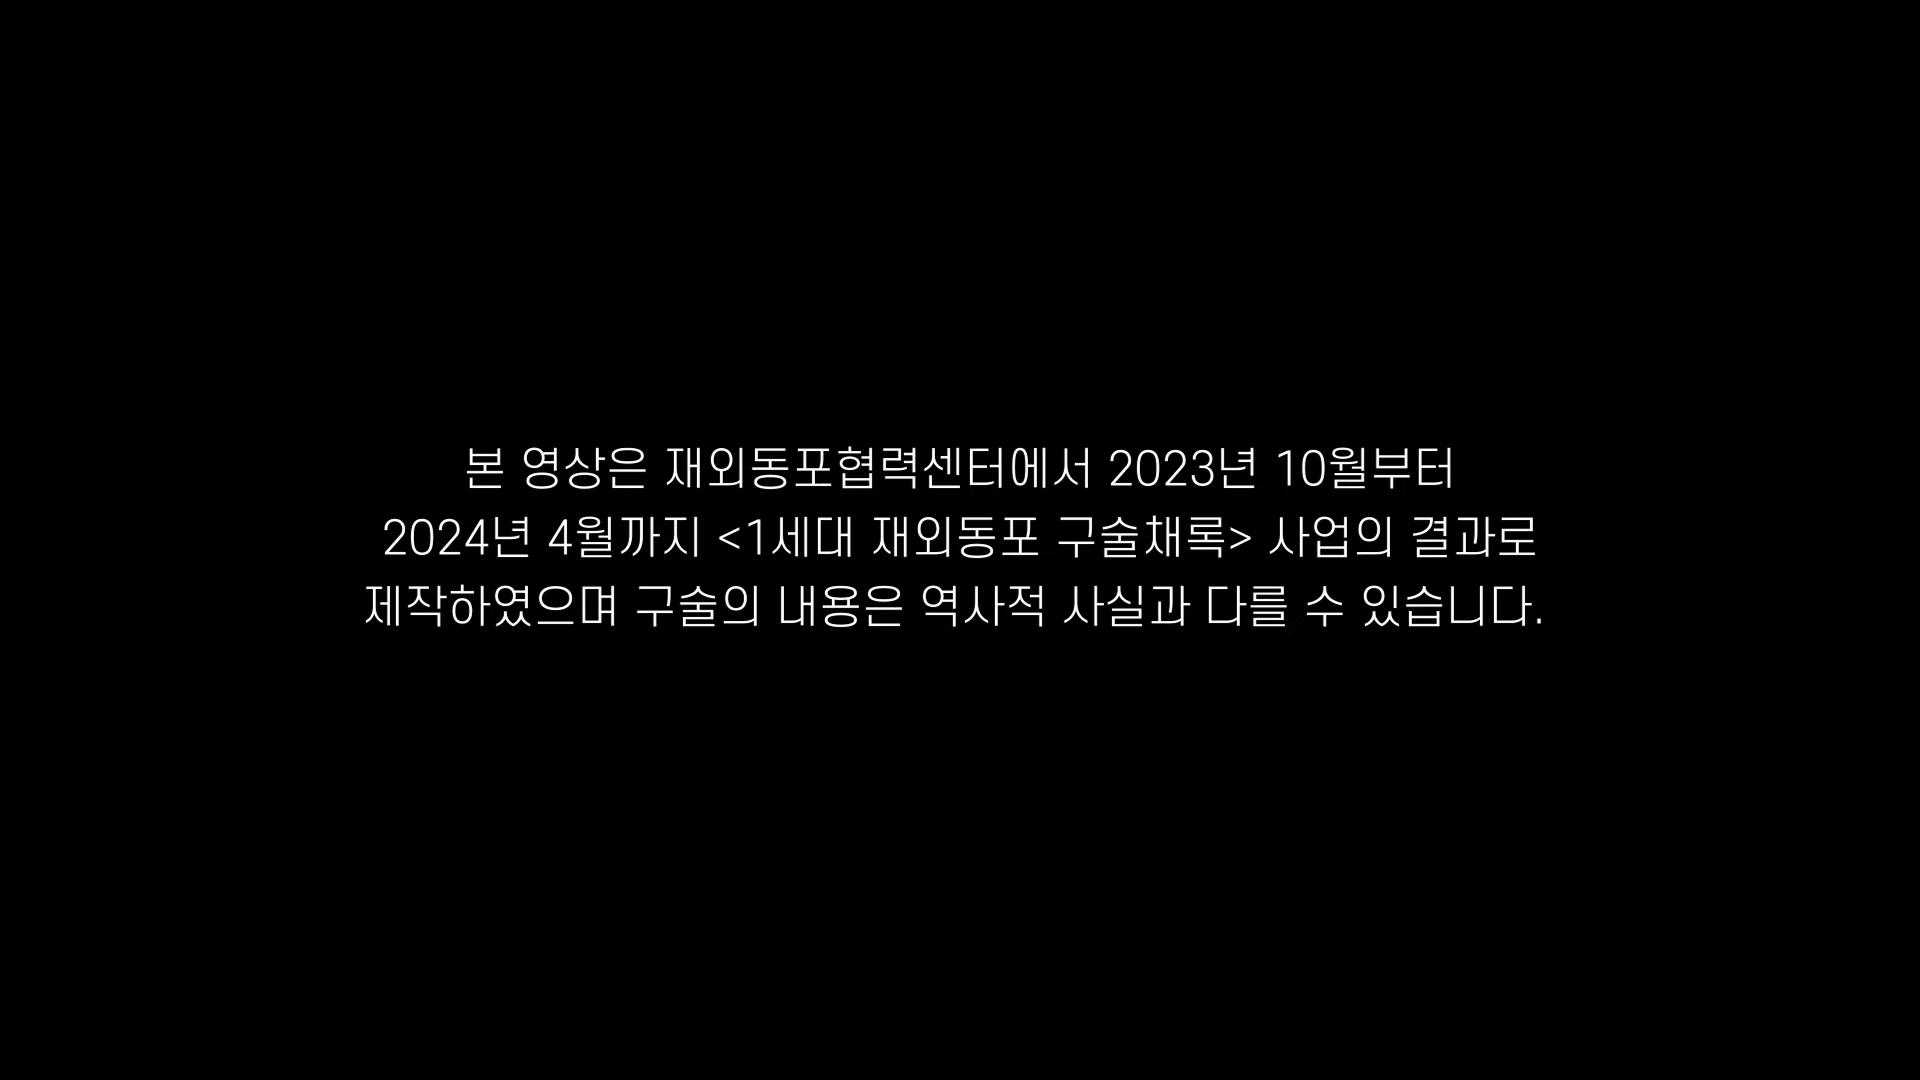 본 영상은 재외동포협력센터에서 2023년 10월부터
2024년 4월까지 <1세대 재외동포 구술채록> 사업의 결과로
제작하였으며 구술의 내용은 역사적 사실과 다를 수 있습니다.